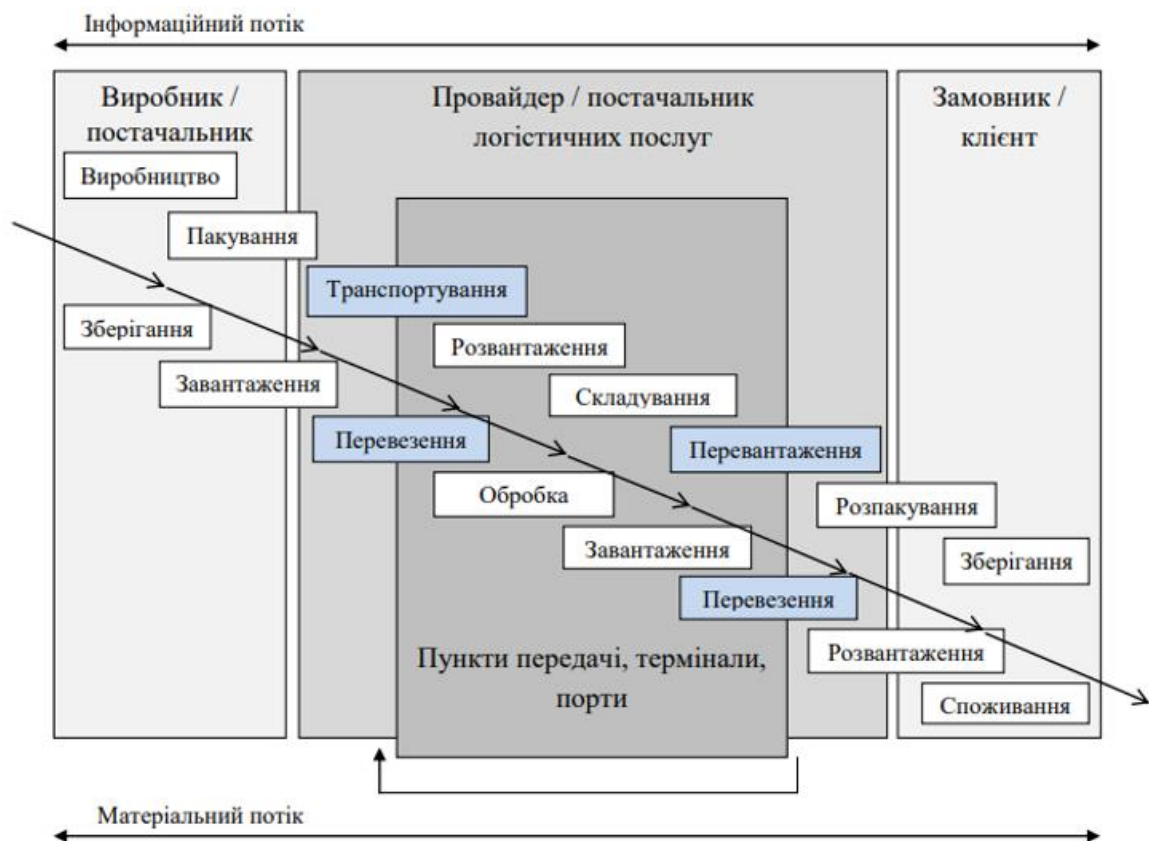 Інформаційний потік
Виробник /
постачальник
Провайдер / постачальник
логістичних послуг
Замовник /
клієнт
Виробництво
Пакування
Транспортування
Зберігання
Розвантаження
Завантаження
Складування
Перевезення
Перевантаження
Обробка
Розпакування
Завантаження
Зберігання
Перевезення
Розвантаження
Пункти передачі, термінали,
порти
Споживання
Матеріальний потік